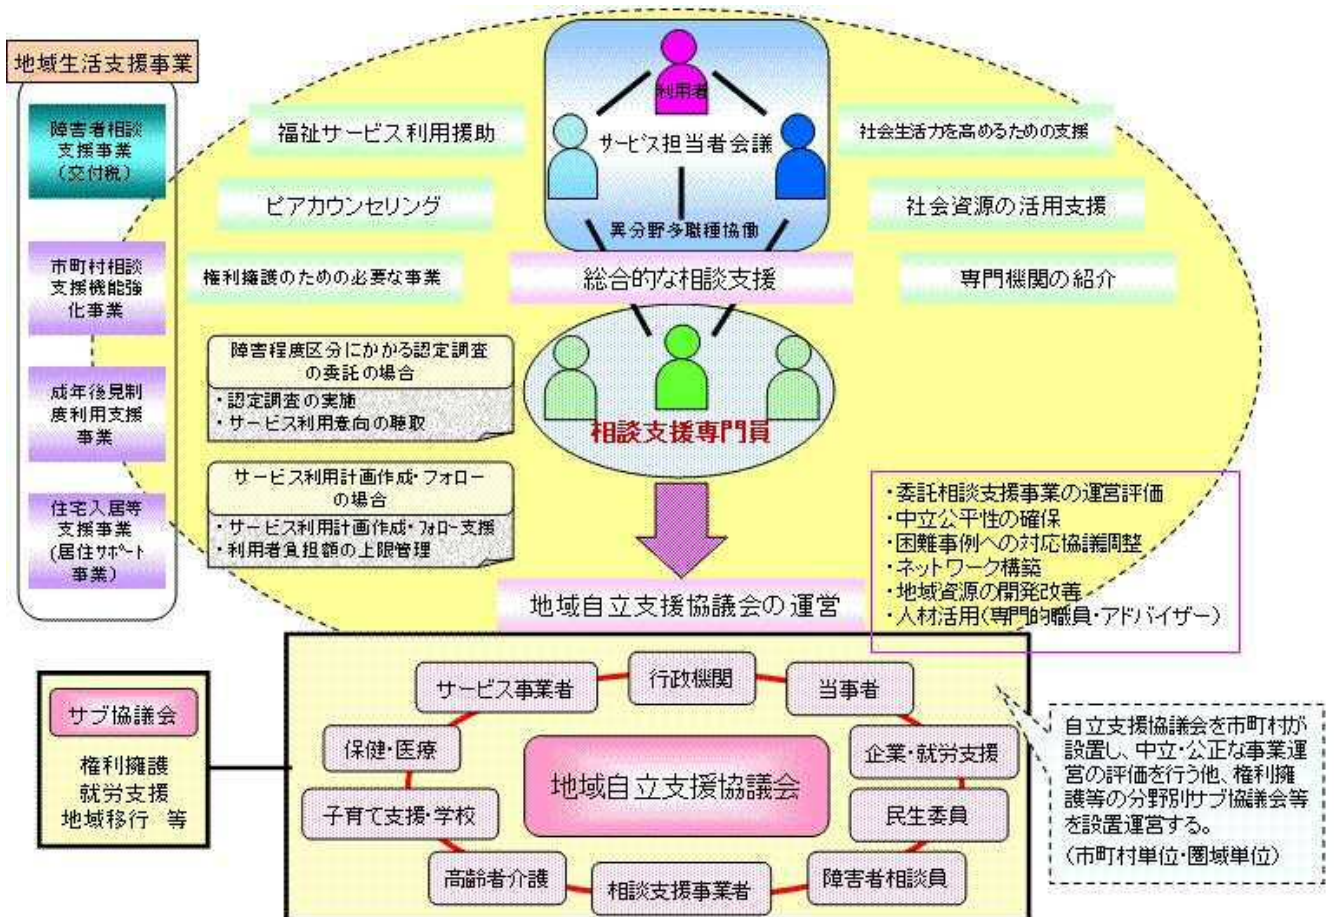 地域生活支援事業
障害者相談
支援事業
(交付税)
市町村相談
支援機能強
化事業
成年後見制
度利用支援
事業
住宅入居等
支援事業
(居住サポート
事業)
利用者
サービス担当者会議
異分野多職種協働
福祉サービス利用援助
社会生活力を高めるための支援
ピアカウンセリング
社会資源の活用支援
権利擁護のための必要な事業
総合的な相談支援
専門機関の紹介
障害程度区分にかかる認定調査
の委託の場合
・認定調査の実施
・サービス利用意向の聴取
相談支援専門員
サービス利用計画作成・フォロー
の場合
・サービス利用計画作成・フォロー支援
・利用者負担額の上限管理
・委託相談支援事業の運営評価
・中立公平性の確保
・困難事例への対応協議調整
・ネットワーク構築
・地域資源の開発改善
・人材活用(専門的職員・アドバイザー)
地域自立支援協議会の運営
サブ協議会
権利擁護
就労支援
地域移行 等
サービス事業者
行政機関
当事者
保健・医療
企業・就労支援
地域自立支援協議会
子育て支援・学校
民生委員
高齢者介護
相談支援事業者
障害者相談員
自立支援協議会を市町村が
設置し、中立・公正な事業運
営の評価を行う他、権利擁
護等の分野別サブ協議会等
を設置運営する。
(市町村単位・圏域単位)